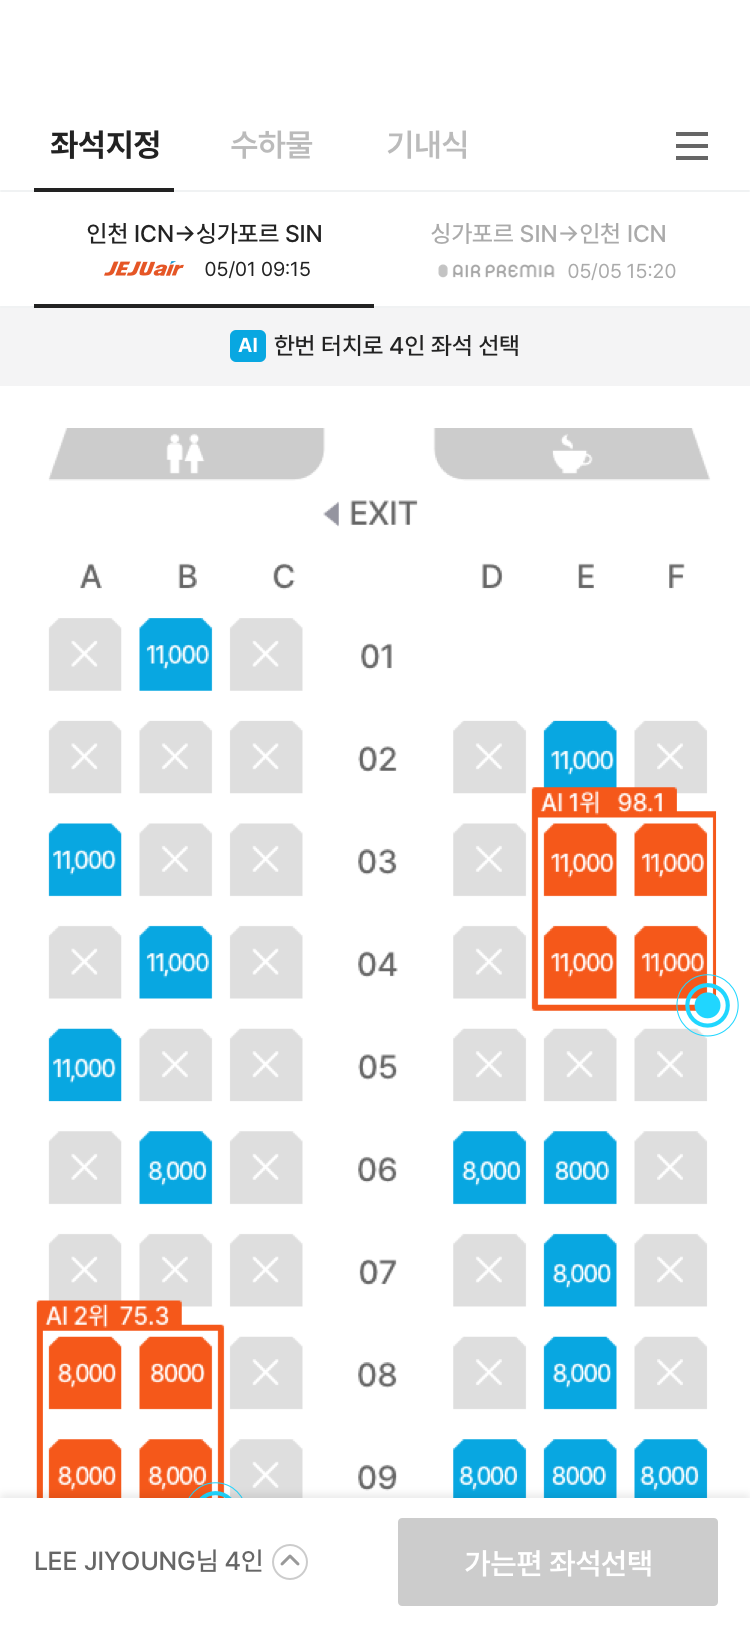 좌석지정 수하물 기내식
인천 ICN→싱가포르 SIN 싱가포르 SIN→인천 ICN
JEJUair 05/01 09:15 AIR PREMIA 05/05 15:20
AI 한번 터치로 4인 좌석 선택
EXIT
A B C D E F
11,000 01
02 11,000
AI 1위 98.1
11,000 03 11,000 11,000
11,000 04 11,000 11,000
11,000 05
8,000 06 8,000 8000
07 8,000
AI 2위 75.3
8,000 8000 08 8,000
8,000 8,000 09 8,000 8000 8,000
LEE JIYOUNG님 4인 가는편 좌석선택